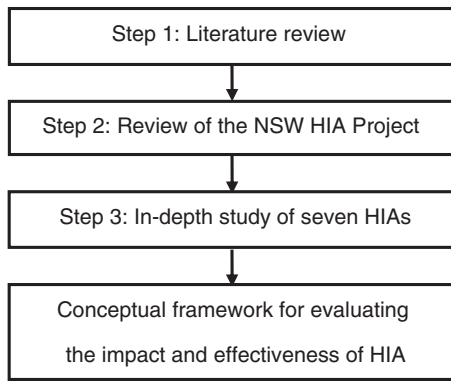 Step 1: Literature review
Step 2: Review of the NSW HIA Project
Step 3: In-depth study of seven HIAs
Conceptual framework for evaluating
the impact and effectiveness of HIA